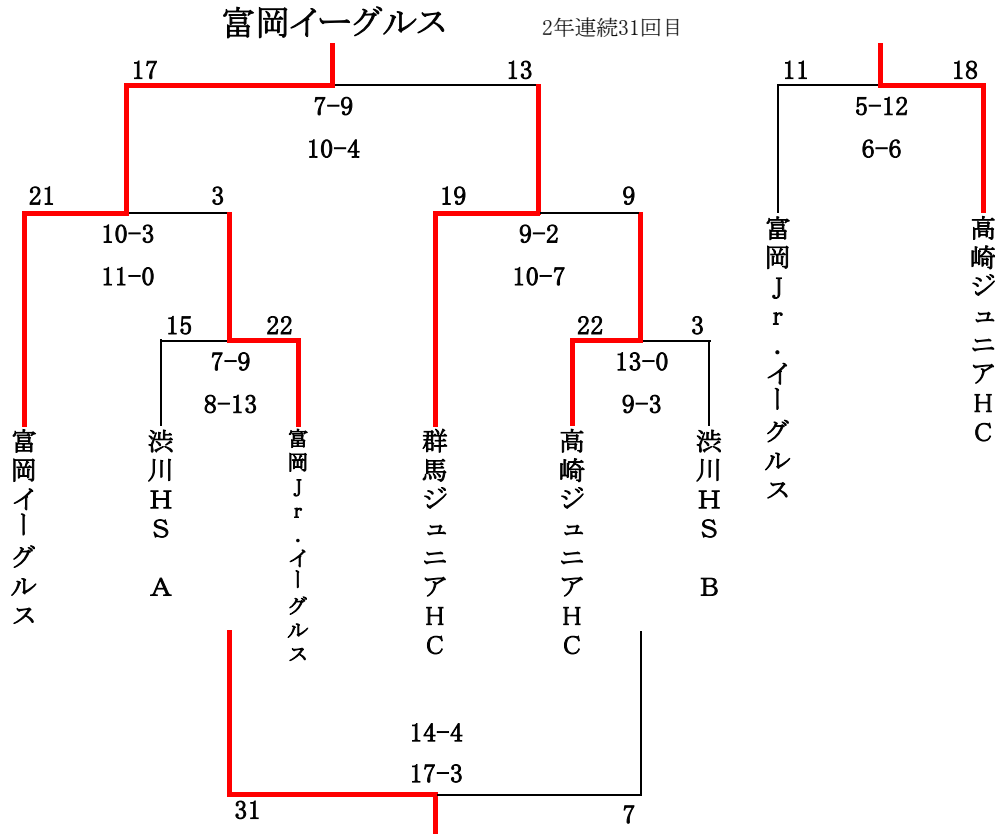 富岡イーグルス
2年連続31回目
17
13
7-9
10-4
11
18
5-12
6-6
21
3
10-3
11-0
19
9
9-2
10-7
15
22
7-9
8-13
22
3
13-0
9-3
富岡イーグルス
渋川HS A
富岡Jr.イーグルス
群馬ジュニアHC
高崎ジュニアHC
渋川HS B
富岡Jr.イーグルス
高崎ジュニアHC
14-4
17-3
31
7